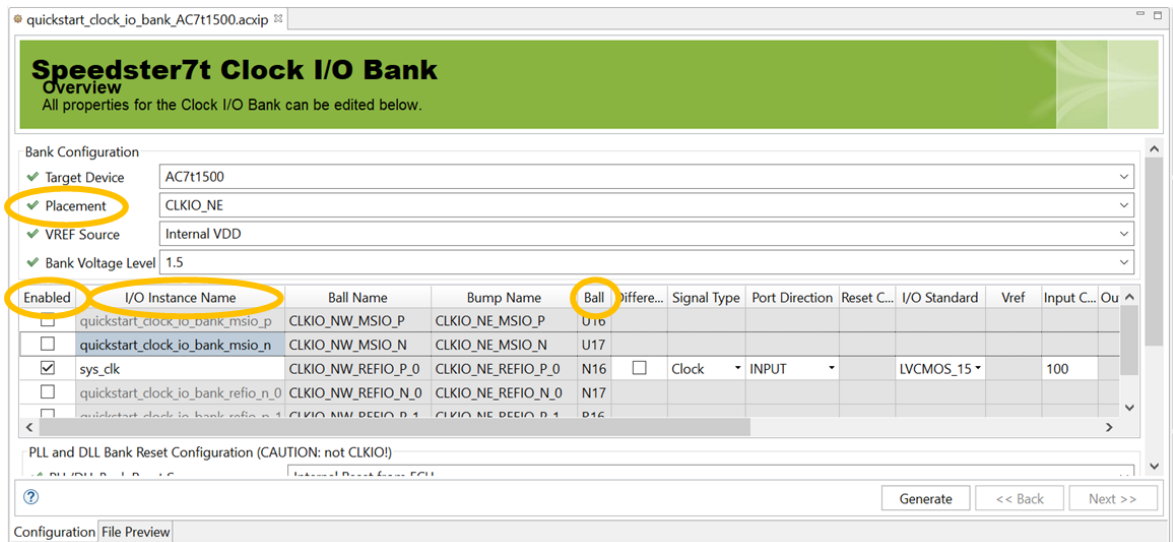 quickstart_clock_io_bank_AC7t1500.acxip
Speedster7t Clock I/O Bank
Overview
All properties for the Clock I/O Bank can be edited below.
Bank Configuration
Target Device AC7t1500
Placement CLKIO_NE
VREF Source Internal VDD
Bank Voltage Level 1.5
Enabled I/O Instance Name Ball Name Bump Name Ball Differe... Signal Type Port Direction Reset C... I/O Standard Vref Input C... Ou
quickstart_clock_io_bank_msio_p CLKIO_NW_MSIO_P CLKIO_NE_MSIO_P U16
quickstart_clock_io_bank_msio_n CLKIO_NW_MSIO_N CLKIO_NE_MSIO_N U17
sys_clk CLKIO_NW_REFIO_P_0 CLKIO_NE_REFIO_P_0 N16 Clock INPUT LVCMOS_15 100
quickstart_clock_io_bank_refio_n_0 CLKIO_NW_REFIO_N_0 CLKIO_NE_REFIO_N_0 N17
quickstart_clock_io_bank_refio_p_1 CLKIO_NW_REFIO_P_1 CLKIO_NE_REFIO_P_1 P16
PLL and DLL Bank Reset Configuration (CAUTION: not CLKIO!)
Generate << Back Next >>
Configuration File Preview